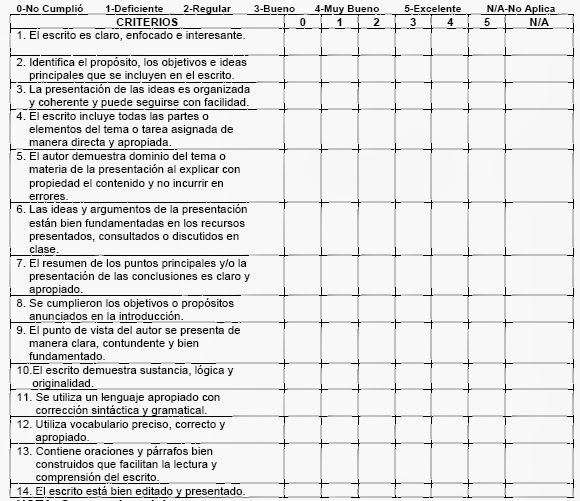 0-No Cumplió 1-Deficiente 2-Regular 3-Bueno 4-Muy Bueno 5-Excelente N/A-No Aplica
CRITERIOS 0 1 2 3 4 5 N/A
1. El escrito es claro, enfocado e interesante.
2. Identifica el propósito, los objetivos e ideas
principales que se incluyen en el escrito.
3. La presentación de las ideas es organizada
y coherente y puede seguirse con facilidad.
4. El escrito incluye todas las partes o
elementos del tema o tarea asignada de
manera directa y apropiada.
5. El autor demuestra dominio del tema o
materia de la presentación al explicar con
propiedad el contenido y no incurrir en
errores.
6. Las ideas y argumentos de la presentación
están bien fundamentadas en los recursos
presentados, consultados o discutidos en
clase.
7. El resumen de los puntos principales y/o la
presentación de las conclusiones es claro y
apropiado.
8. Se cumplieron los objetivos o propósitos
anunciados en la introducción.
9. El punto de vista del autor se presenta de
manera clara, contundente y bien
fundamentado.
10.El escrito demuestra sustancia, lógica y
originalidad.
11. Se utiliza un lenguaje apropiado con
corrección sintáctica y gramatical.
12. Utiliza vocabulario preciso, correcto y
apropiado.
13. Contiene oraciones y párrafos bien
construidos que facilitan la lectura y
comprensión del escrito.
14. El escrito está bien editado y presentado.